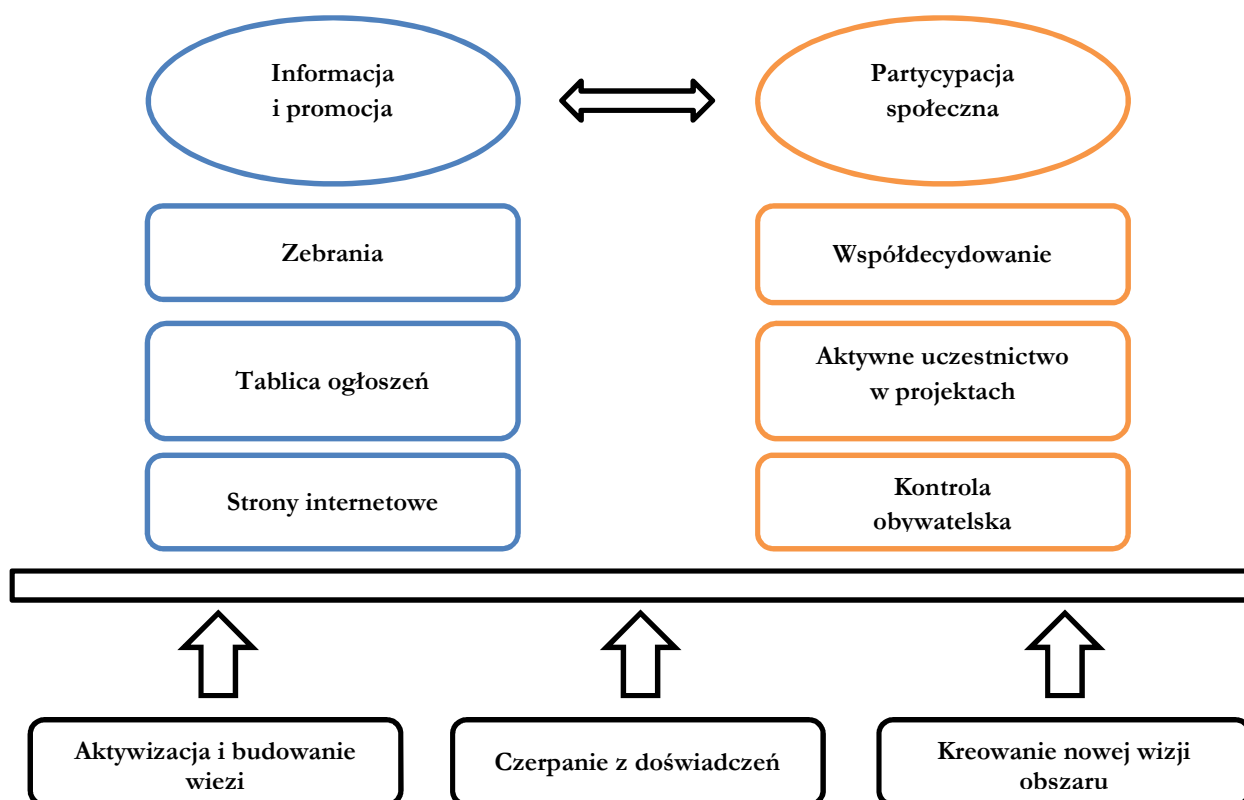 Informacja
i promocja
Partycypacja
społeczna
Zebrania
Współdecydowanie
Tablica ogłoszeń
Aktywne uczestnictwo
w projektach
Strony internetowe
Kontrola
obywatelska
Aktywizacja i budowanie
wiezi
Czerpanie z doświadczeń
Kreowanie nowej wizji
obszaru